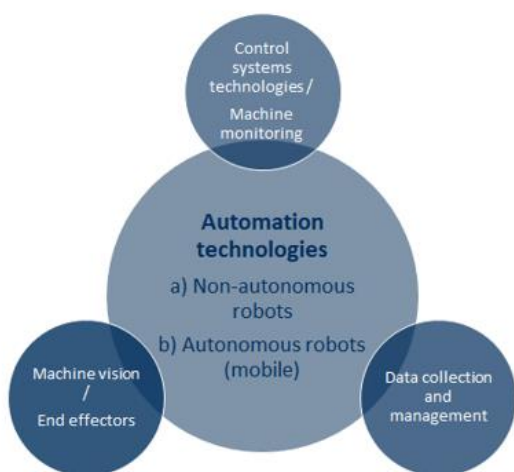 Control
systems
technologies /
Machine
monitoring
Automation
technologies
a) Non-autonomous
robots
b) Autonomous robots
(mobile)
Machine vision
/
End effectors
Data collection
and
management